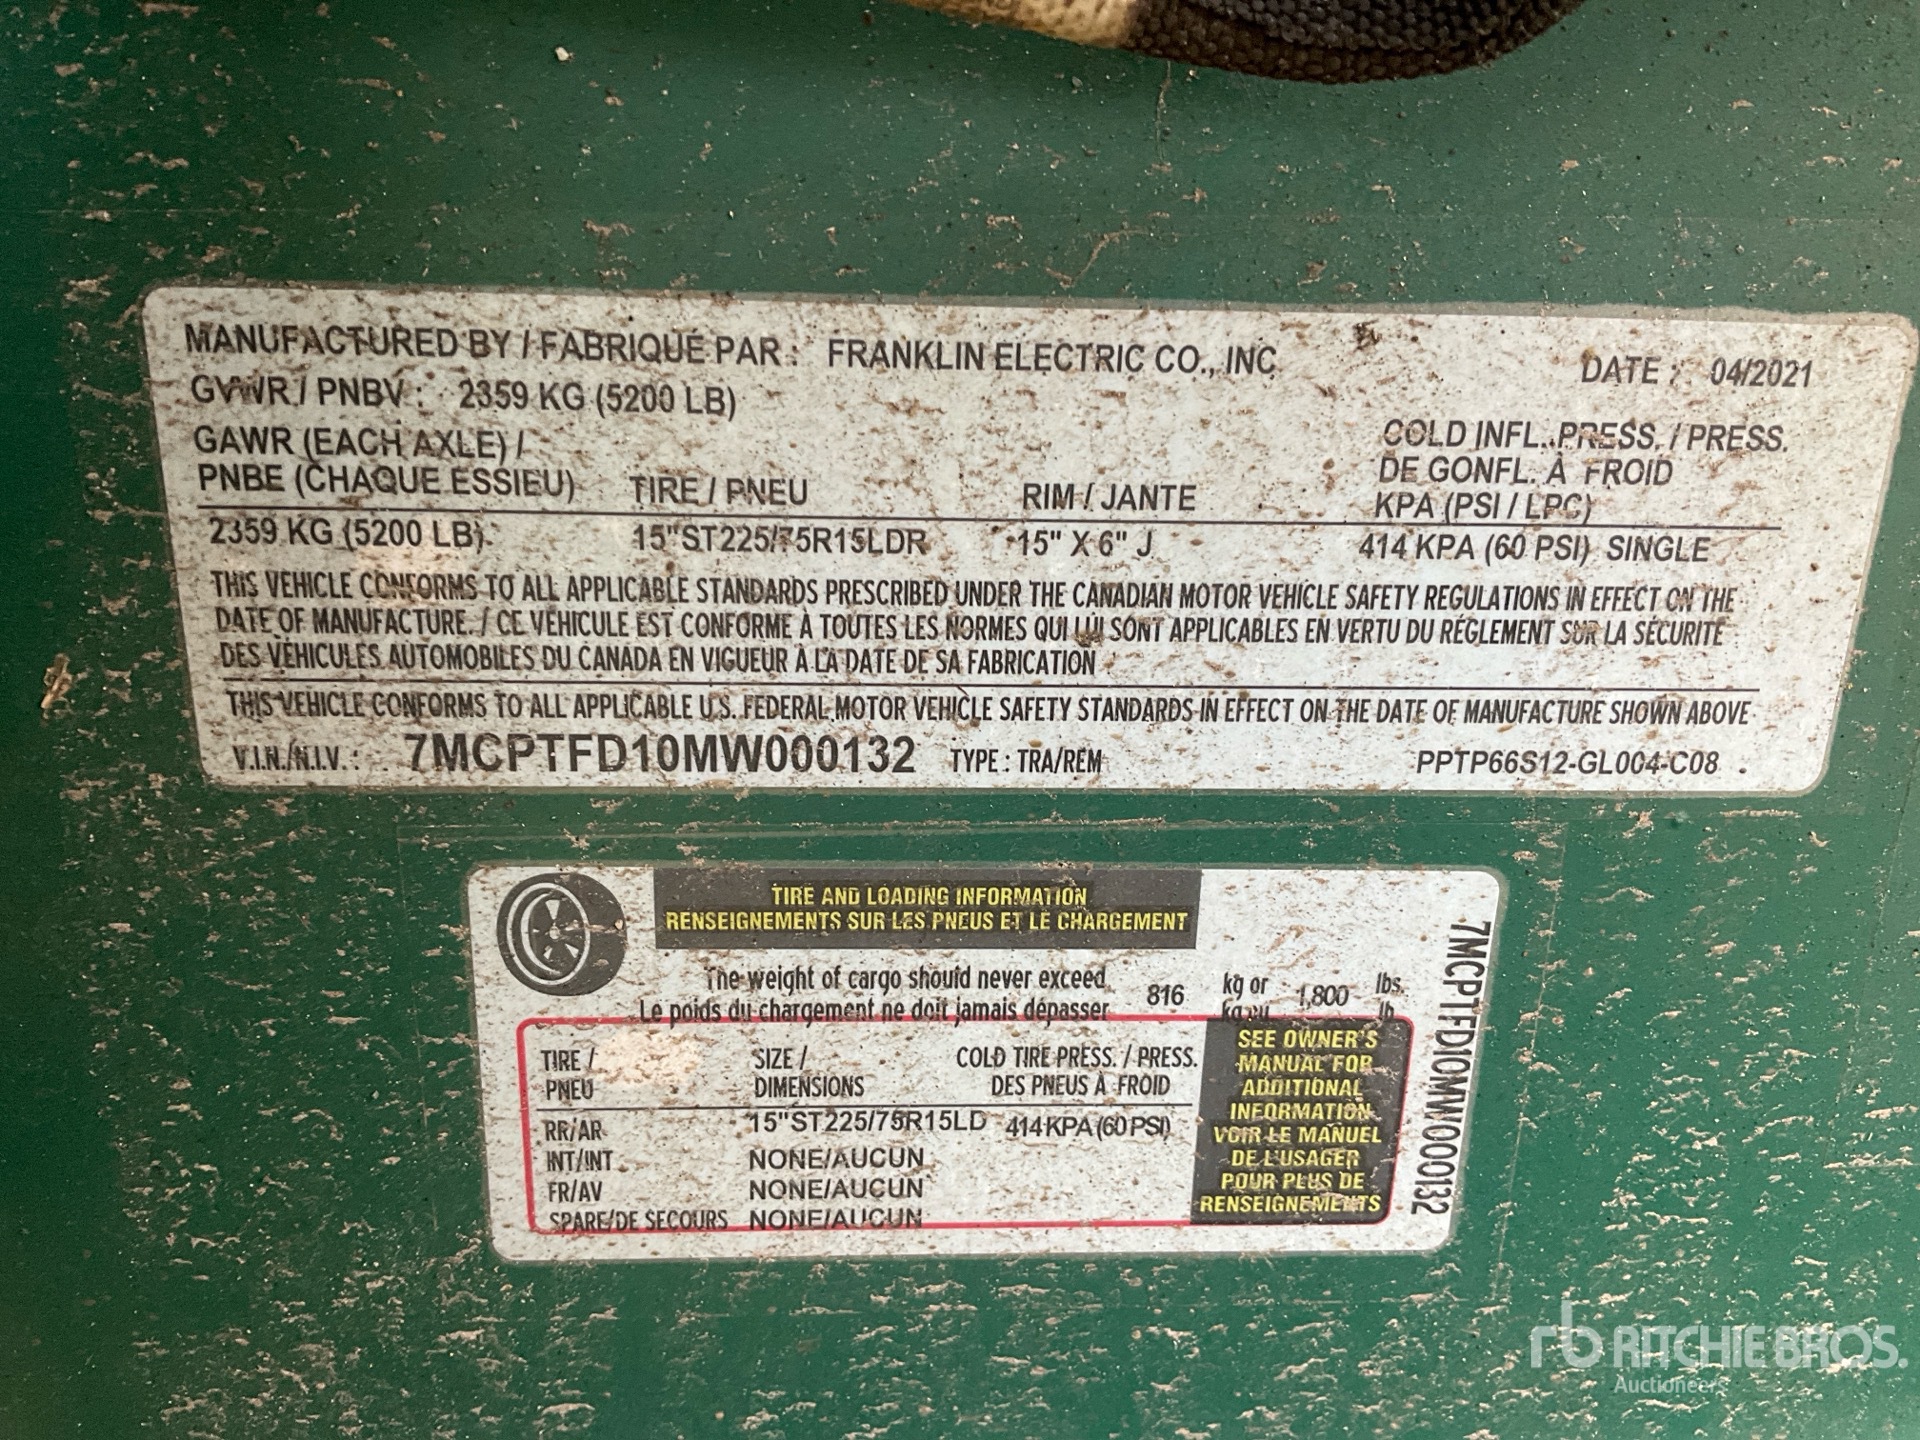 MANUFACTURED BY / FABRIQUÉ PAR : FRANKLIN ELECTRIC CO., INC DATE : 04/2021
GVWR / PNBV : 2359 KG (5200 LB)
GAWR (EACH AXLE) / COLD INFL. PRESS. / PRESS.
PNBE (CHAQUE ESSIEU) TIRE / PNEU RIM / JANTE DE GONFL. À FROID
KPA (PSI / LPC)
2359 KG (5200 LB) 15" ST225/75R15LDR 15" X 6" J 414 KPA (60 PSI) SINGLE
THIS VEHICLE CONFORMS TO ALL APPLICABLE STANDARDS PRESCRIBED UNDER THE CANADIAN MOTOR VEHICLE SAFETY REGULATIONS IN EFFECT ON THE
DATE OF MANUFACTURE. / CE VÉHICULE EST CONFORME À TOUTES LES NORMES QUI LUI SONT APPLICABLES EN VERTU DU RÉGLEMENT SUR LA SÉCURITÉ
DES VÉHICULES AUTOMOBILES DU CANADA EN VIGUEUR À LA DATE DE SA FABRICATION
THIS VEHICLE CONFORMS TO ALL APPLICABLE U.S. FEDERAL MOTOR VEHICLE SAFETY STANDARDS IN EFFECT ON THE DATE OF MANUFACTURE SHOWN ABOVE
V.I.N./N.I.V. : 7MCPTFD10MW000132 TYPE : TRA/REM PPTP66S12-GL004-C08
TIRE AND LOADING INFORMATION
RENSEIGNEMENTS SUR LES PNEUS ET LE CHARGEMENT
The weight of cargo should never exceed 816 kg or 1,800 lbs.
Le poids du chargement ne doit jamais dépasser kg ou lb
TIRE / SIZE / COLD TIRE PRESS. / PRESS.
PNEU DIMENSIONS DES PNEUS À FROID
RR/AR 15" ST225/75R15LD 414 KPA (60 PSI)
INT/INT NONE/AUCUN
FR/AV NONE/AUCUN
SPARE/DE SECOURS NONE/AUCUN
SEE OWNER'S
MANUAL FOR
ADDITIONAL
INFORMATION
VOIR LE MANUEL
DE L'USAGER
POUR PLUS DE
RENSEIGNEMENTS
7MCPTFD10MW000132
rb RITCHIE BROS.
Auctioneers